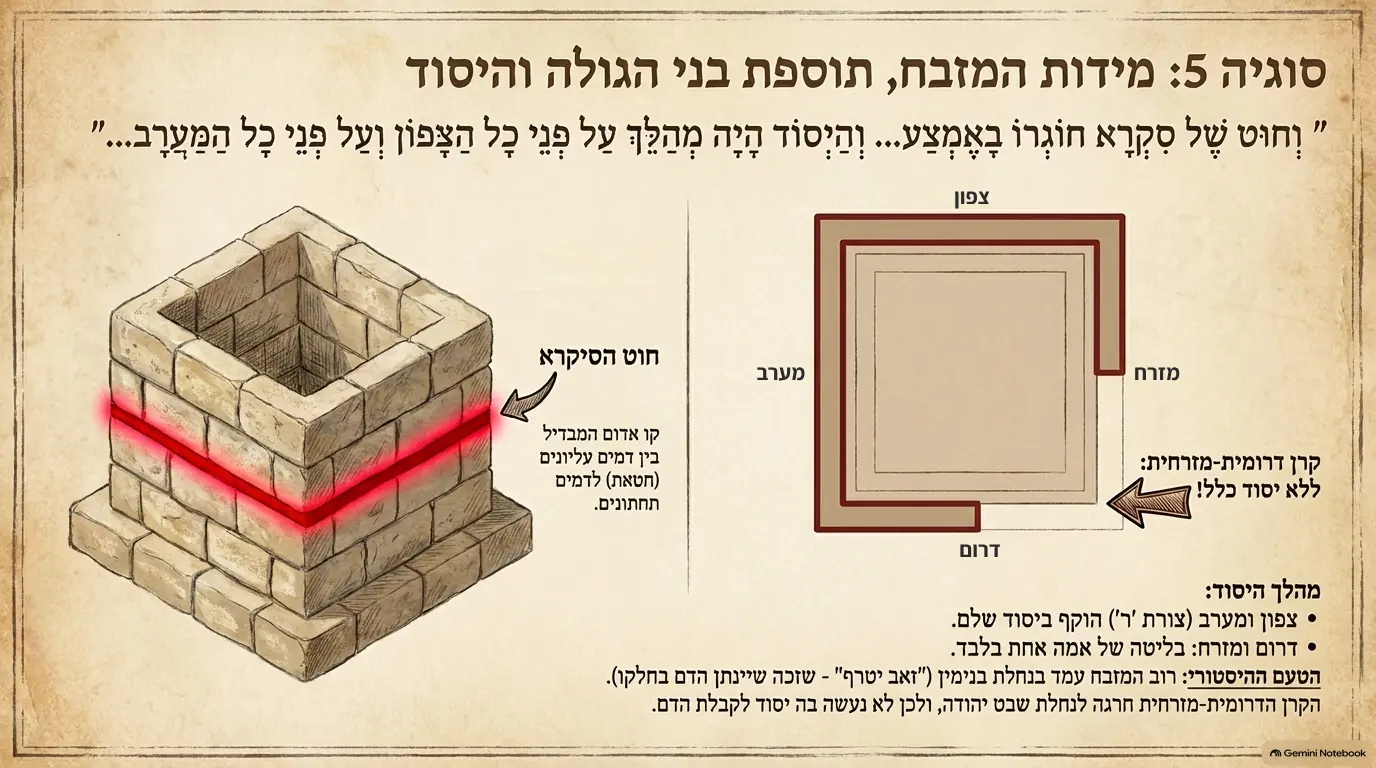 סוגיה 5: מידות המזבח, תוספת בני הגולה והיסוד
" וְחוּט שֶׁל סִקְרָא חוֹגְרוֹ בָּאֶמְצַע... וְהַיְסוֹד הָיָה מְהַלֵּךְ עַל פְּנֵי כָל הַצָּפוֹן וְעַל פְּנֵי כָל הַמַּעֲרָב..."
צפון
מערב
מזרח
דרום
קרן דרומית-מזרחית:
ללא יסוד כלל!
חוט הסיקרא
קו אדום המבדיל
בין דמים עליונים
(חטאת) לדמים
תחתונים.
מהלך היסוד:
• צפון ומערב (צורת 'ר') הוקף ביסוד שלם.
• דרום ומזרח: בליטה של אמה אחת בלבד.
הטעם ההיסטורי: רוב המזבח עמד בנחלת בנימין ("זאב יטרף" - שזכה שיינתן הדם בחלקו).
הקרן הדרומית-מזרחית חרגה לנחלת שבט יהודה, ולכן לא נעשה בה יסוד לקבלת הדם.
Gemini Notebook